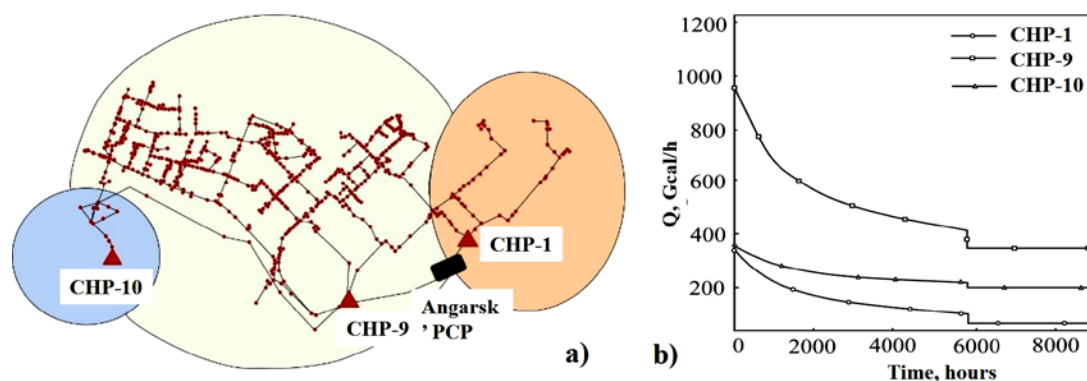 CHP-10
CHP-9
CHP-1
Angarsk
’ PCP
a)
Q, Gcal/h
1200
1000
800
600
400
200
0
2000
4000
6000
8000
Time, hours
CHP-1
CHP-9
CHP-10
b)